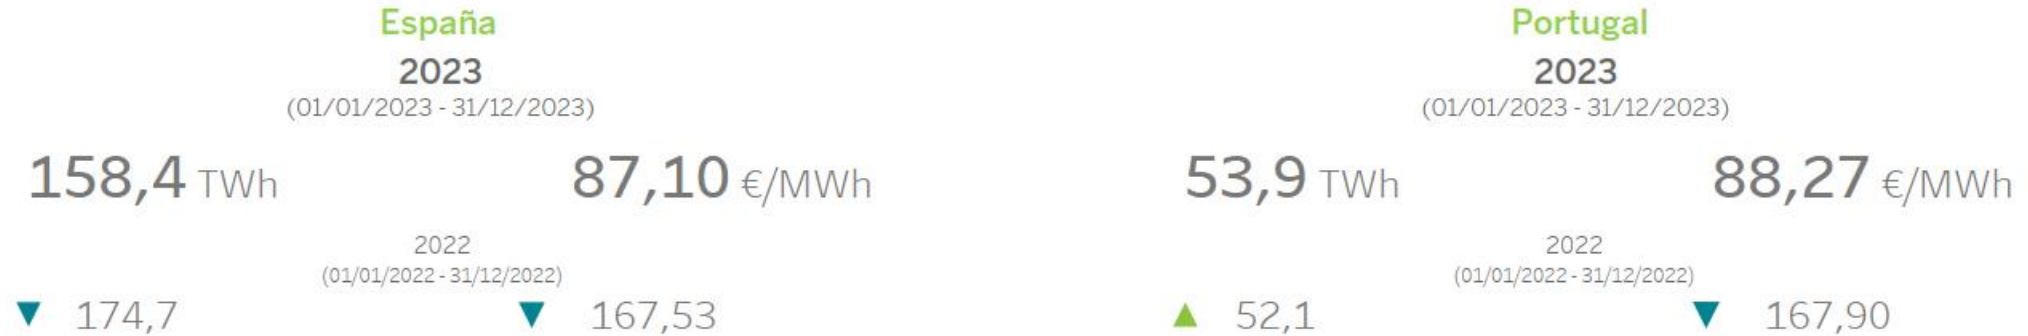 España
2023
(01/01/2023 - 31/12/2023)
158,4 TWh
87,10 €/MWh
2022
(01/01/2022 - 31/12/2022)
174,7
167,53
Portugal
2023
(01/01/2023 - 31/12/2023)
53,9 TWh
88,27 €/MWh
2022
(01/01/2022 - 31/12/2022)
52,1
167,90